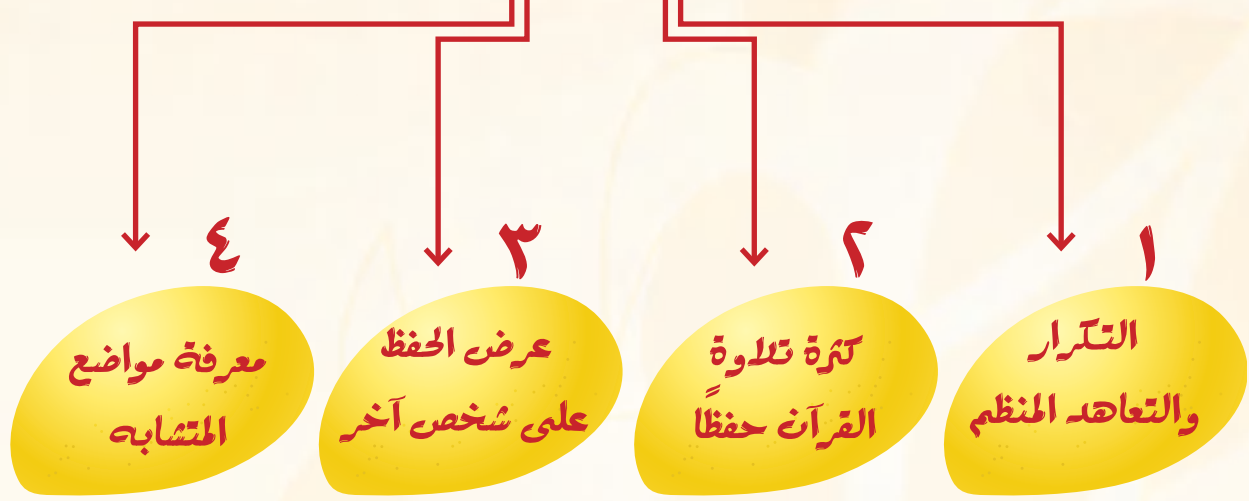 ١
التكرار
والتعاهد المنظم
٢
كثرة تلاوة
القرآن حفظًا
٣
عرض الحفظ
على شخص آخر
٤
معرفة مواضع
المتشابه